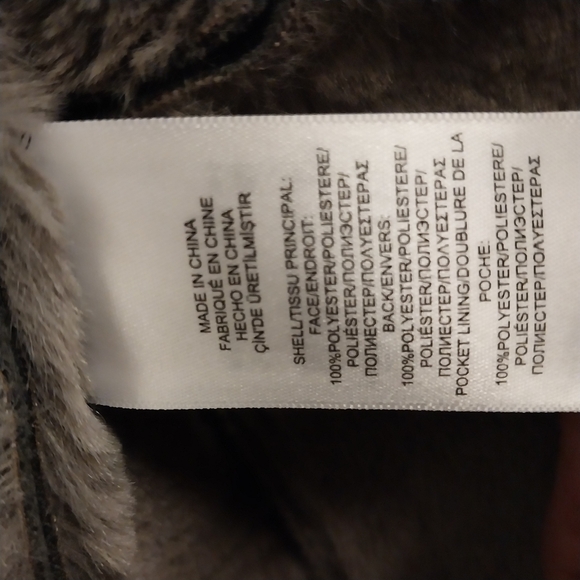 MADE IN CHINA
FABRIQUÉ EN CHINE
HECHO EN CHINA
ÇIN'DE ÜRETILMIŞTIR
SHELL/TISSU PRINCIPAL:
FACE/ENDROIT:
100%POLYESTER/POLIESTERE/
POLIÉSTER/ПОЛИЭСТЕР/
ПОЛИЕСТЕР/ΠΟΛΥΕΣΤΕΡΑΣ
BACK/ENVERS:
100%POLYESTER/POLIESTERE/
POLIÉSTER/ПОЛИЭСТЕР/
ПОЛИЕСТЕР/ΠΟΛΥΕΣΤΕΡΑΣ
POCKET LINING/DOUBLURE DE LA
POCHE:
100%POLYESTER/POLIESTERE/
POLIÉSTER/ПОЛИЭСТЕР/
ПОЛИЕСТЕР/ΠΟΛΥΕΣΤΕΡΑΣ